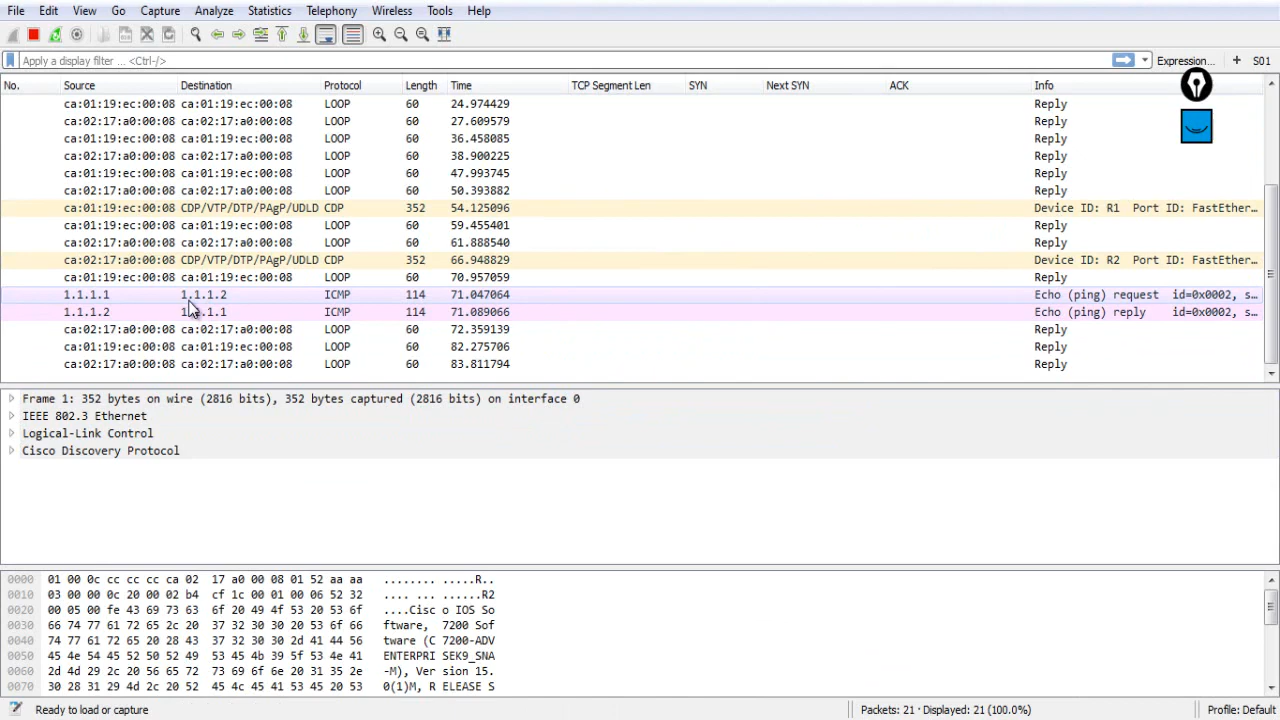 File Edit View Go Capture Analyze Statistics Telephony Wireless Tools Help
Apply a display filter ... <Ctrl-/> Expression... + S01
No. Source Destination Protocol Length Time TCP Segment Len SYN Next SYN ACK Info
ca:01:19:ec:00:08 ca:01:19:ec:00:08 LOOP 60 24.974429 Reply
ca:02:17:a0:00:08 ca:02:17:a0:00:08 LOOP 60 27.609579 Reply
ca:01:19:ec:00:08 ca:01:19:ec:00:08 LOOP 60 36.458085 Reply
ca:02:17:a0:00:08 ca:02:17:a0:00:08 LOOP 60 38.900225 Reply
ca:01:19:ec:00:08 ca:01:19:ec:00:08 LOOP 60 47.993745 Reply
ca:02:17:a0:00:08 ca:02:17:a0:00:08 LOOP 60 50.393882 Reply
ca:01:19:ec:00:08 CDP/VTP/DTP/PAgP/UDLD CDP 352 54.125096 Device ID: R1 Port ID: FastEther…
ca:01:19:ec:00:08 ca:01:19:ec:00:08 LOOP 60 59.455401 Reply
ca:02:17:a0:00:08 ca:02:17:a0:00:08 LOOP 60 61.888540 Reply
ca:02:17:a0:00:08 CDP/VTP/DTP/PAgP/UDLD CDP 352 66.948829 Device ID: R2 Port ID: FastEther…
ca:01:19:ec:00:08 ca:01:19:ec:00:08 LOOP 60 70.957059 Reply
1.1.1.1 1.1.1.2 ICMP 114 71.047064 Echo (ping) request id=0x0002, s…
1.1.1.2 1.1.1.1 ICMP 114 71.089066 Echo (ping) reply id=0x0002, s…
ca:02:17:a0:00:08 ca:02:17:a0:00:08 LOOP 60 72.359139 Reply
ca:01:19:ec:00:08 ca:01:19:ec:00:08 LOOP 60 82.275706 Reply
ca:02:17:a0:00:08 ca:02:17:a0:00:08 LOOP 60 83.811794 Reply
Frame 1: 352 bytes on wire (2816 bits), 352 bytes captured (2816 bits) on interface 0
IEEE 802.3 Ethernet
Logical-Link Control
Cisco Discovery Protocol
0000 01 00 0c cc cc cc ca 02 17 a0 00 08 01 52 aa aa ........ .....R..
0010 03 00 00 0c 20 00 02 b4 cf 1c 00 01 00 06 52 32 .... ... ......R2
0020 00 05 00 fe 43 69 73 63 6f 20 49 4f 53 20 53 6f ....Cisc o IOS So
0030 66 74 77 61 72 65 2c 20 37 32 30 30 20 53 6f 66 ftware, 7200 Sof
0040 74 77 61 72 65 20 28 43 37 32 30 30 2d 41 44 56 tware (C 7200-ADV
0050 45 4e 54 45 52 50 52 49 53 45 4b 39 5f 53 4e 41 ENTERPRI SEK9_SNA
0060 2d 4d 29 2c 20 56 65 72 73 69 6f 6e 20 31 35 2e -M), Ver sion 15.
0070 30 28 31 29 4d 2c 20 52 45 4c 45 41 53 45 20 53 0(1)M, R ELEASE S
Ready to load or capture Packets: 21 · Displayed: 21 (100.0%) Profile: Default